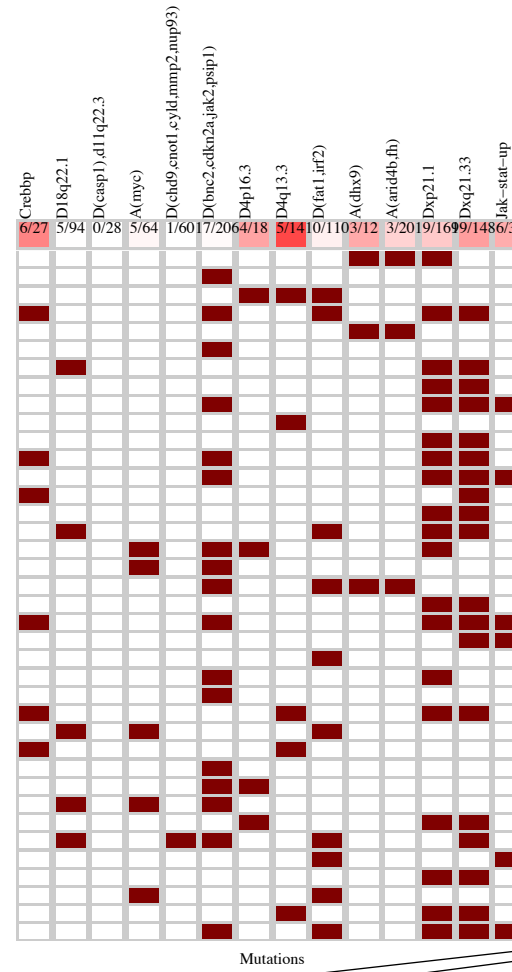 Crebbp
D18q22.1
D(casp1),d11q22.3
A(myc)
D(chd9,cnot1,cyld,mmp2,nup93)
D(bnc2,cdkn2a,jak2,psip1)
D4p16.3
D4q13.3
D(fat1,irf2)
A(dhx9)
A(arid4b,fh)
Dxp21.1
Dxq21.33
Jak-stat-up
6/27 5/94 0/28 5/64 1/60 17/206 4/18 5/14 10/110 3/12 3/20 19/169 19/148 6/3
Mutations